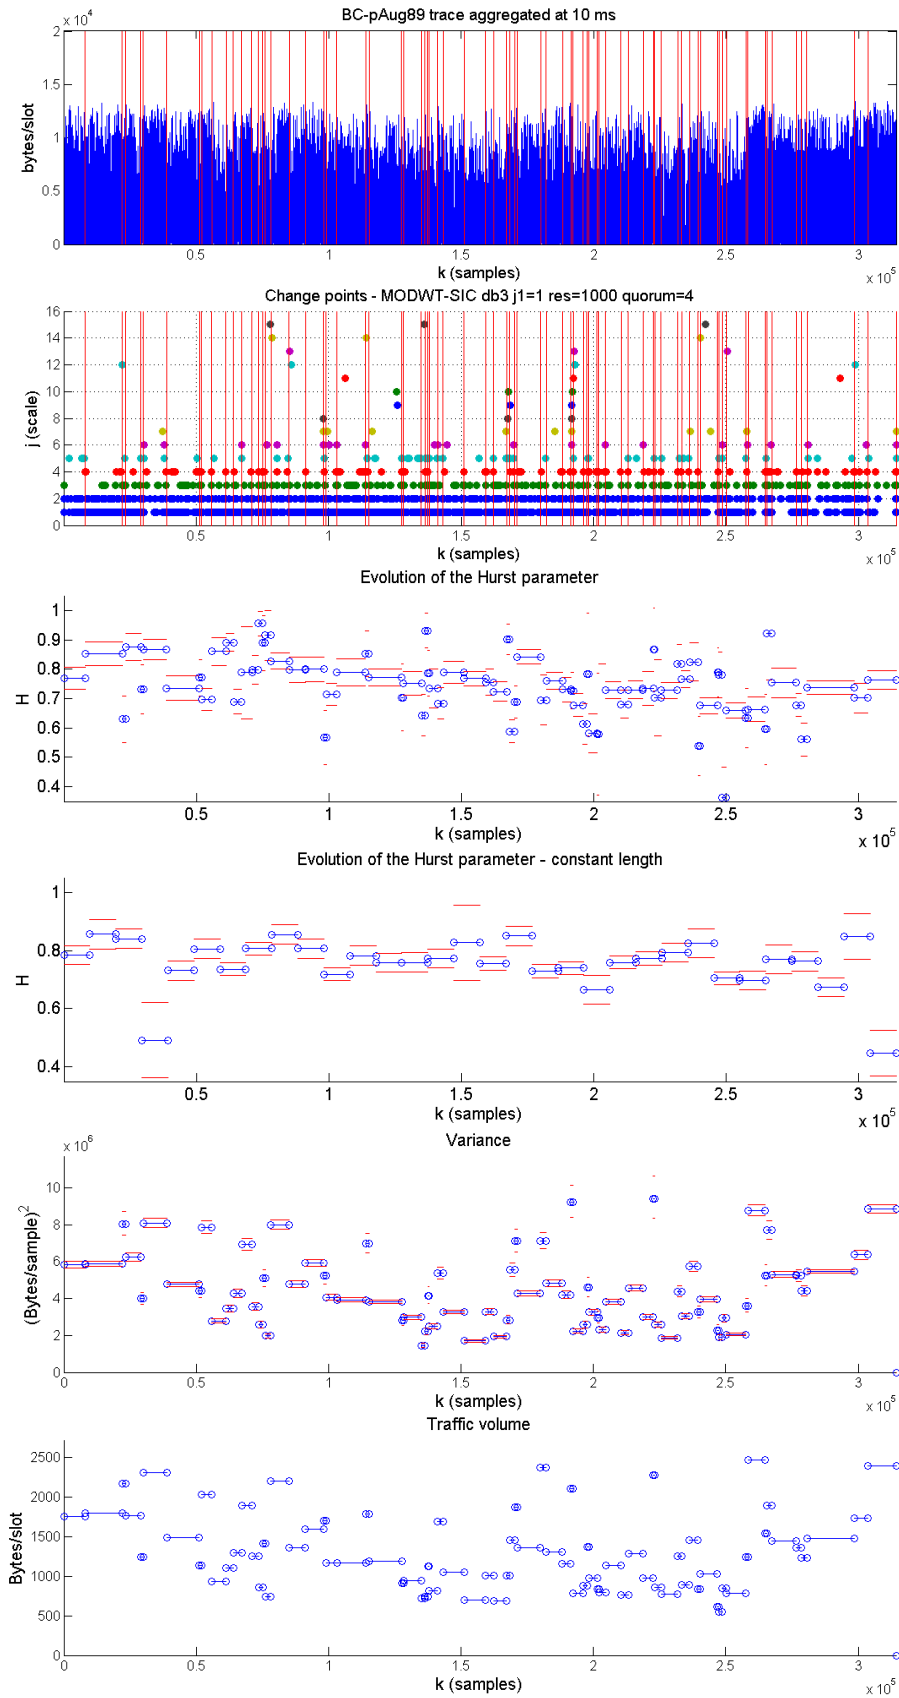 BC-pAug89 trace aggregated at 10 ms
x 10^4
2
1.5
1
0.5
0
bytes/slot
0.5 1 1.5 2 2.5 3
k (samples)
x 10^5
Change points - MODWT-SIC db3 j1=1 res=1000 quorum=4
16
14
12
10
8
6
4
2
0
j (scale)
0.5 1 1.5 2 2.5 3
k (samples)
x 10^5
Evolution of the Hurst parameter
1
0.9
0.8
0.7
0.6
0.5
0.4
H
0.5 1 1.5 2 2.5 3
k (samples)
x 10^5
Evolution of the Hurst parameter - constant length
1
0.8
0.6
0.4
H
0.5 1 1.5 2 2.5 3
k (samples)
x 10^5
Variance
x 10^6
10
8
6
4
2
0
(Bytes/sample)^2
0 0.5 1 1.5 2 2.5 3
k (samples)
x 10^5
Traffic volume
2500
2000
1500
1000
500
0
Bytes/slot
0 0.5 1 1.5 2 2.5 3
k (samples)
x 10^5